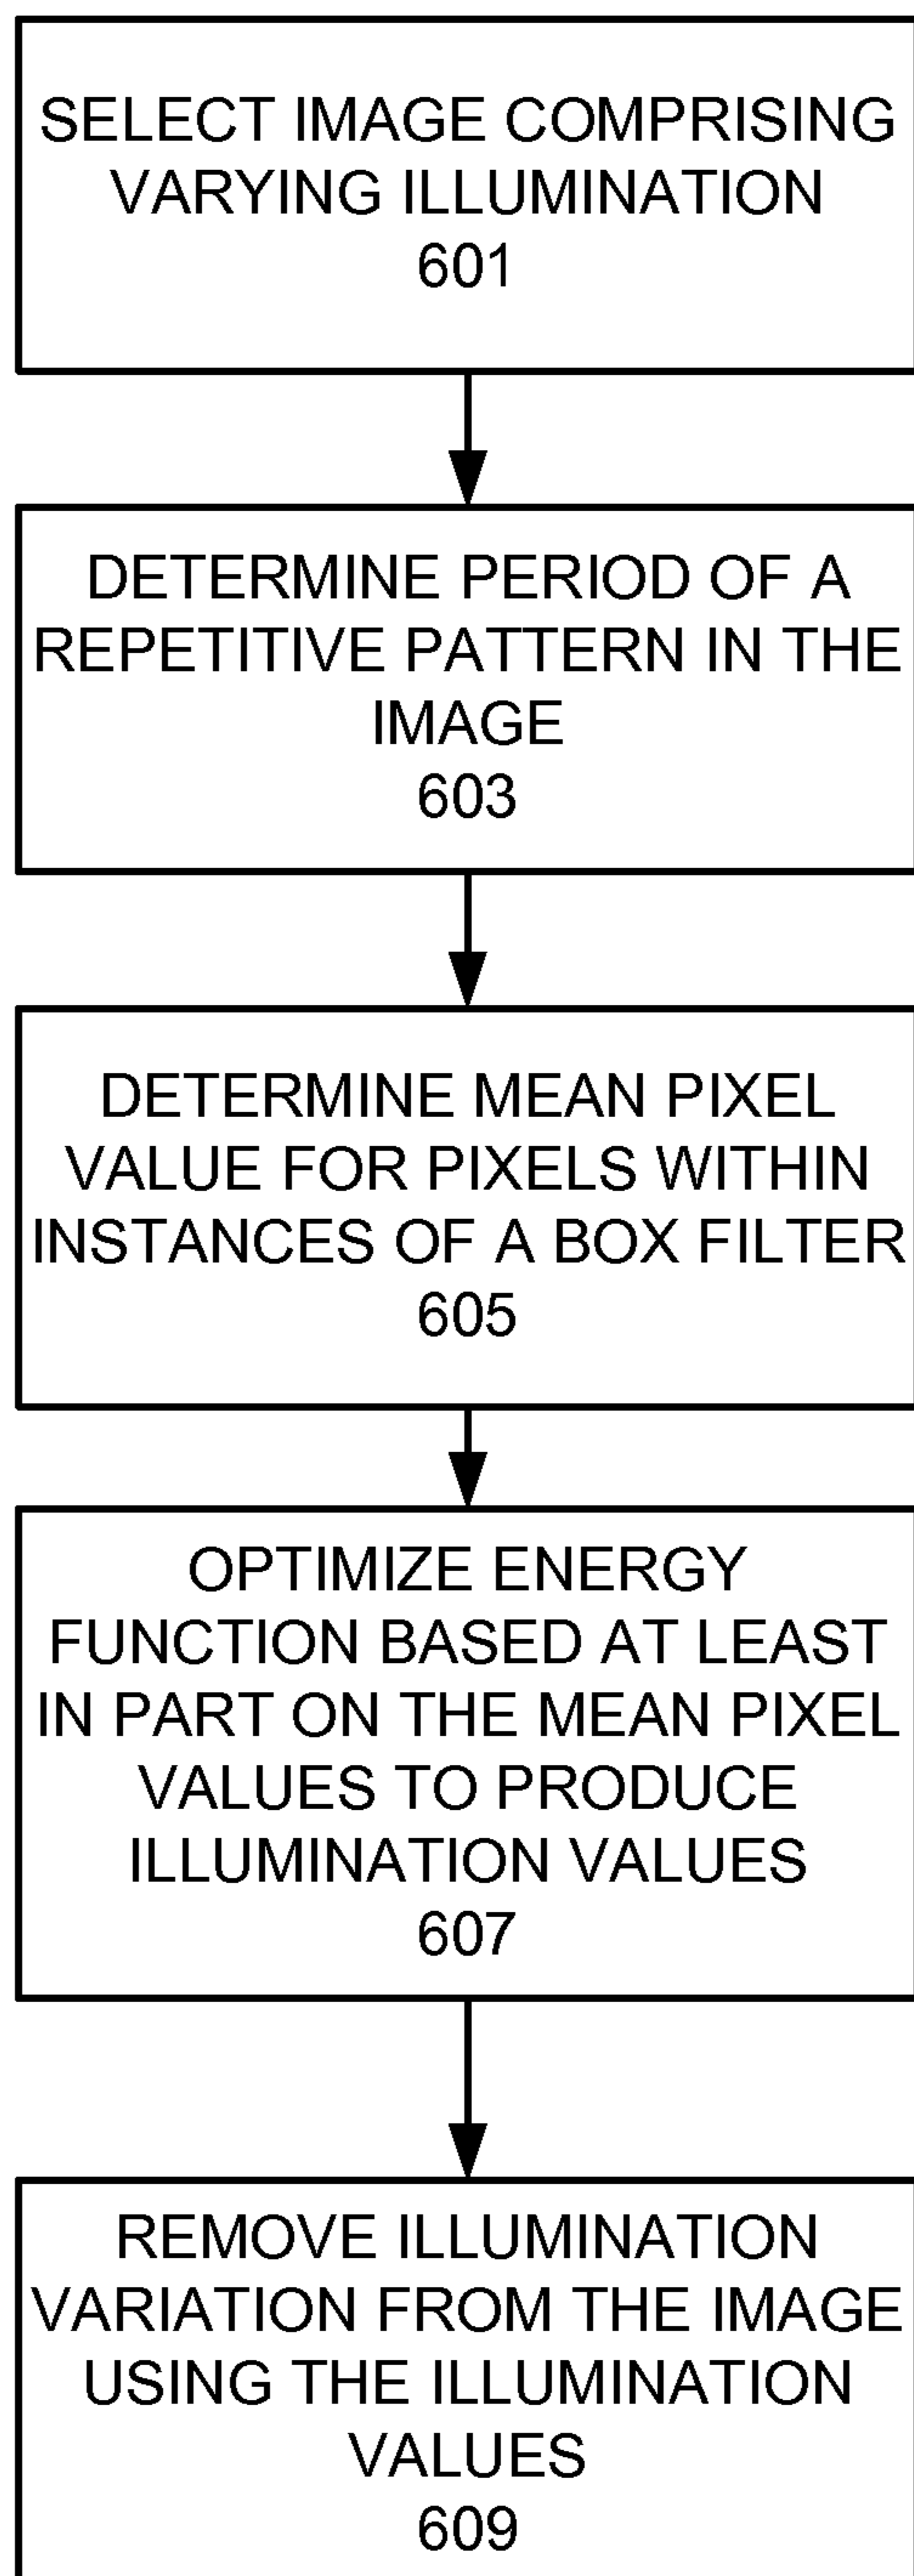 SELECT IMAGE COMPRISING
VARYING ILLUMINATION
601
DETERMINE PERIOD OF A
REPETITIVE PATTERN IN THE
IMAGE
603
DETERMINE MEAN PIXEL
VALUE FOR PIXELS WITHIN
INSTANCES OF A BOX FILTER
605
OPTIMIZE ENERGY
FUNCTION BASED AT LEAST
IN PART ON THE MEAN PIXEL
VALUES TO PRODUCE
ILLUMINATION VALUES
607
REMOVE ILLUMINATION
VARIATION FROM THE IMAGE
USING THE ILLUMINATION
VALUES
609